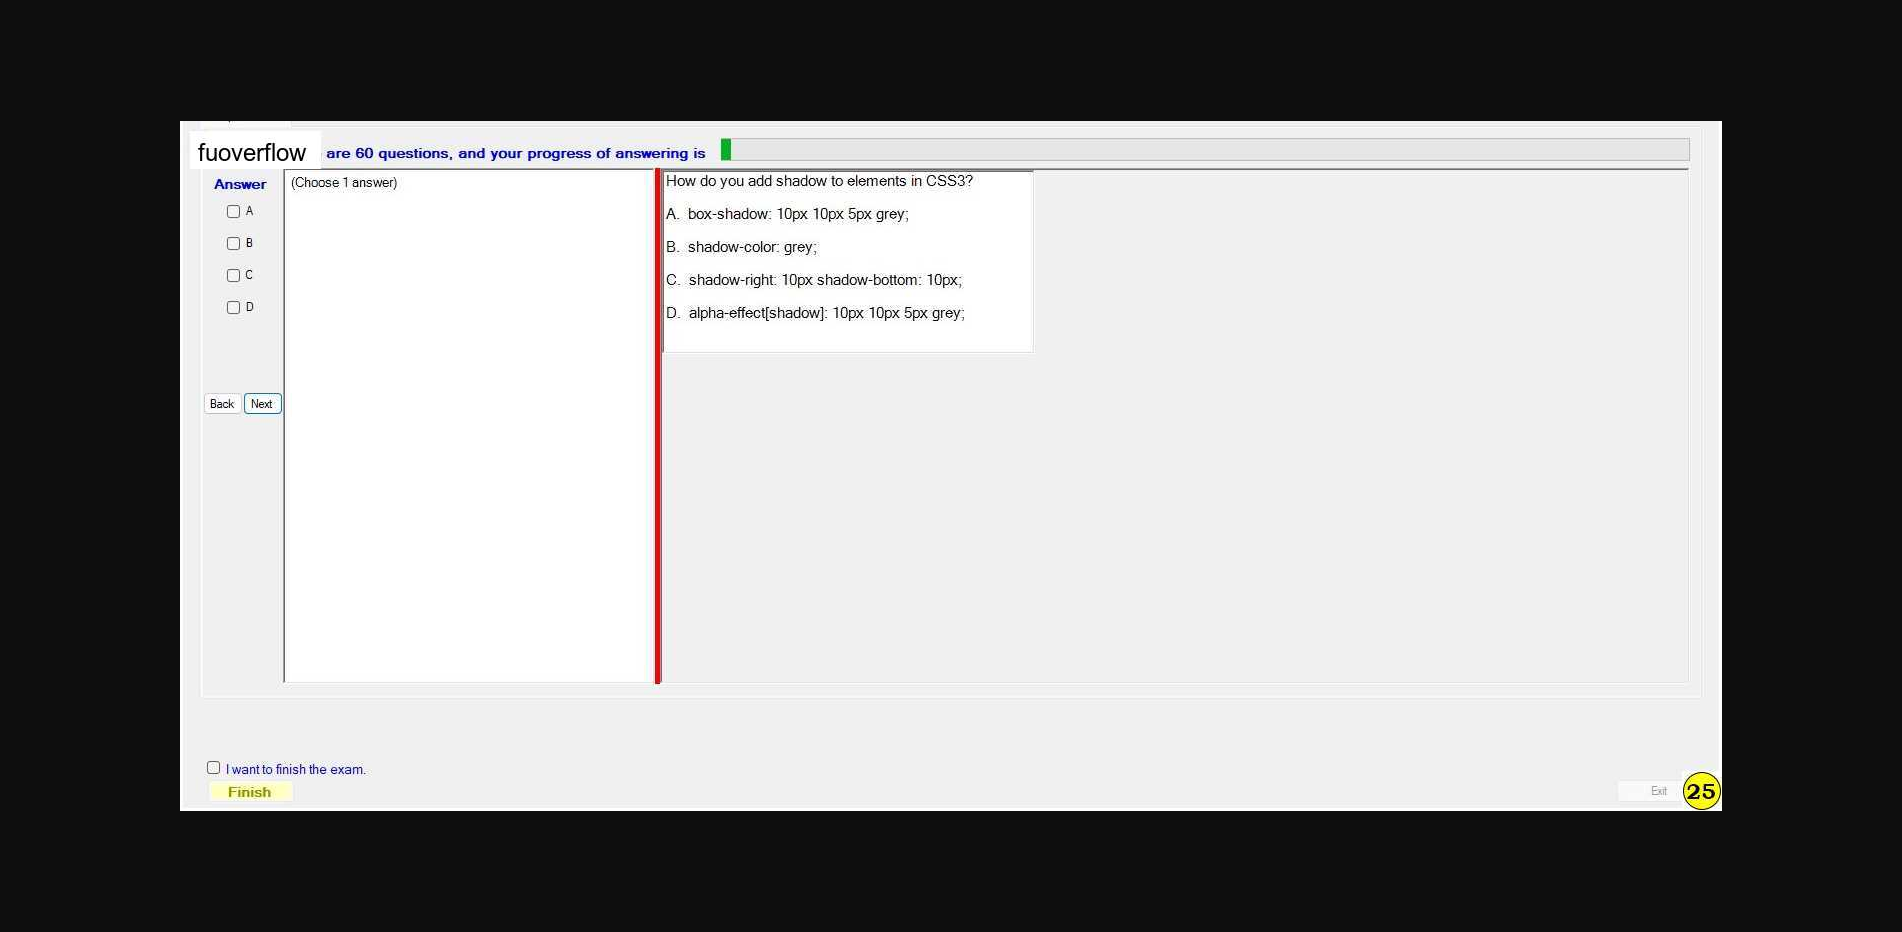 fuoverflow are 60 questions, and your progress of answering is
Answer
A
B
C
D
Back Next
(Choose 1 answer)
How do you add shadow to elements in CSS3?
A. box-shadow: 10px 10px 5px grey;
B. shadow-color: grey;
C. shadow-right: 10px shadow-bottom: 10px;
D. alpha-effect[shadow]: 10px 10px 5px grey;
I want to finish the exam.
Finish
Exit
25